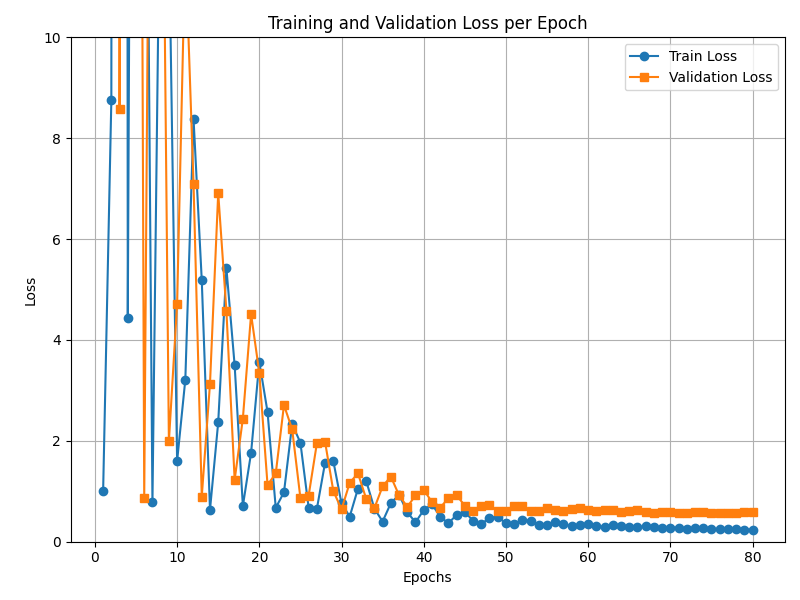 Training and Validation Loss per Epoch
Train Loss
Validation Loss
Loss
10
8
6
4
2
0
0 10 20 30 40 50 60 70 80
Epochs